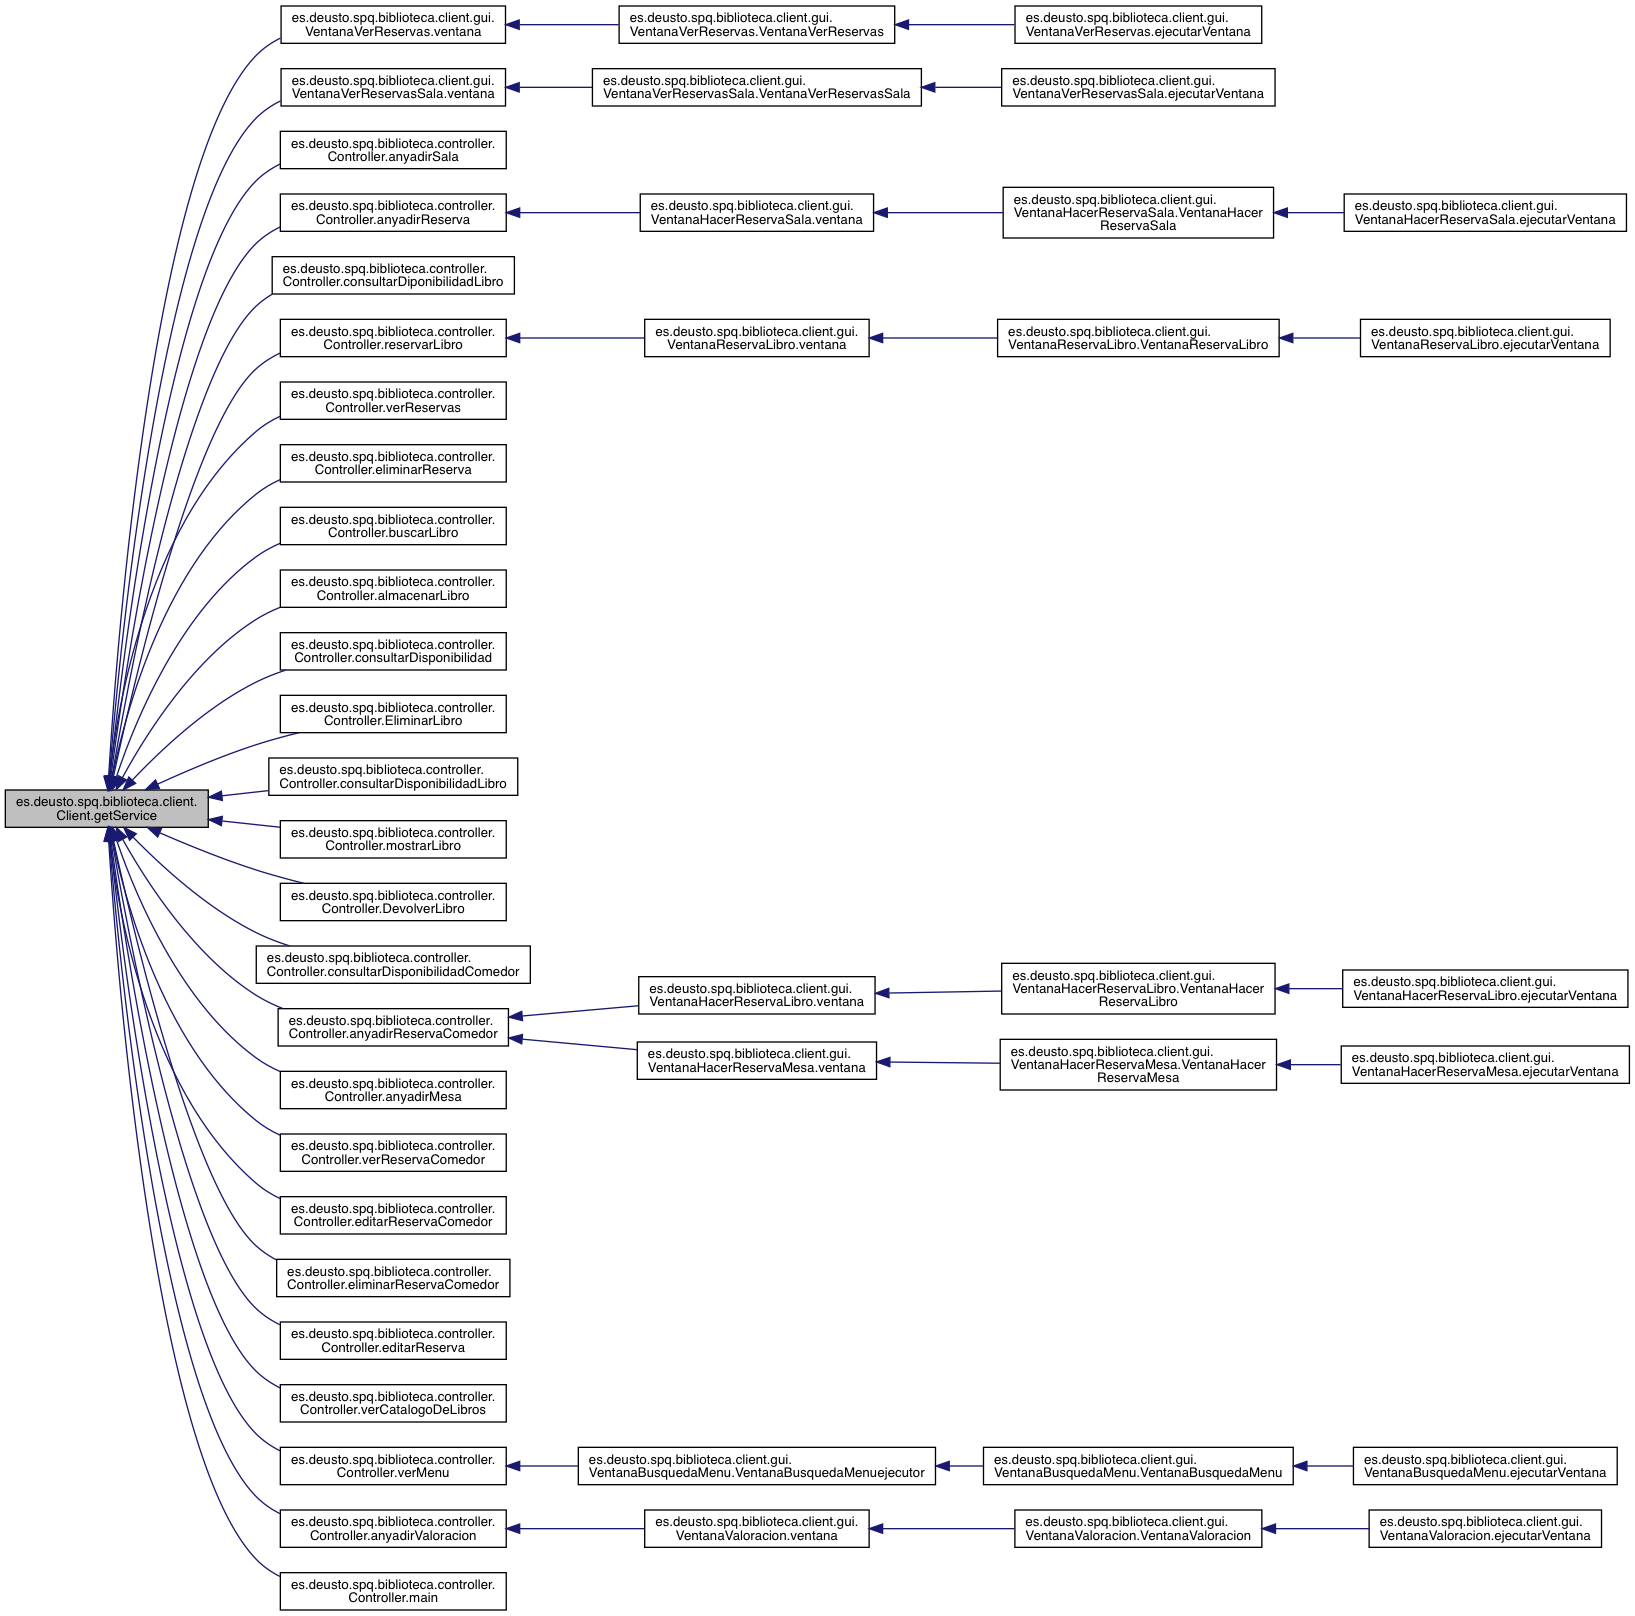 es.deusto.spq.biblioteca.client.gui.
VentanaVerReservas.ventana
es.deusto.spq.biblioteca.client.gui.
VentanaVerReservas.VentanaVerReservas
es.deusto.spq.biblioteca.client.gui.
VentanaVerReservas.ejecutarVentana
es.deusto.spq.biblioteca.client.gui.
VentanaVerReservasSala.ventana
es.deusto.spq.biblioteca.client.gui.
VentanaVerReservasSala.VentanaVerReservasSala
es.deusto.spq.biblioteca.client.gui.
VentanaVerReservasSala.ejecutarVentana
es.deusto.spq.biblioteca.controller.
Controller.anyadirSala
es.deusto.spq.biblioteca.controller.
Controller.anyadirReserva
es.deusto.spq.biblioteca.client.gui.
VentanaHacerReservaSala.ventana
es.deusto.spq.biblioteca.client.gui.
VentanaHacerReservaSala.VentanaHacer
ReservaSala
es.deusto.spq.biblioteca.client.gui.
VentanaHacerReservaSala.ejecutarVentana
es.deusto.spq.biblioteca.controller.
Controller.consultarDiponibilidadLibro
es.deusto.spq.biblioteca.controller.
Controller.reservarLibro
es.deusto.spq.biblioteca.client.gui.
VentanaReservaLibro.ventana
es.deusto.spq.biblioteca.client.gui.
VentanaReservaLibro.VentanaReservaLibro
es.deusto.spq.biblioteca.client.gui.
VentanaReservaLibro.ejecutarVentana
es.deusto.spq.biblioteca.controller.
Controller.verReservas
es.deusto.spq.biblioteca.controller.
Controller.eliminarReserva
es.deusto.spq.biblioteca.controller.
Controller.buscarLibro
es.deusto.spq.biblioteca.controller.
Controller.almacenarLibro
es.deusto.spq.biblioteca.controller.
Controller.consultarDisponibilidad
es.deusto.spq.biblioteca.controller.
Controller.EliminarLibro
es.deusto.spq.biblioteca.controller.
Controller.consultarDisponibilidadLibro
es.deusto.spq.biblioteca.client.
Client.getService
es.deusto.spq.biblioteca.controller.
Controller.mostrarLibro
es.deusto.spq.biblioteca.controller.
Controller.DevolverLibro
es.deusto.spq.biblioteca.controller.
Controller.consultarDisponibilidadComedor
es.deusto.spq.biblioteca.controller.
Controller.anyadirReservaComedor
es.deusto.spq.biblioteca.client.gui.
VentanaHacerReservaLibro.ventana
es.deusto.spq.biblioteca.client.gui.
VentanaHacerReservaLibro.VentanaHacer
ReservaLibro
es.deusto.spq.biblioteca.client.gui.
VentanaHacerReservaLibro.ejecutarVentana
es.deusto.spq.biblioteca.client.gui.
VentanaHacerReservaMesa.ventana
es.deusto.spq.biblioteca.client.gui.
VentanaHacerReservaMesa.VentanaHacer
ReservaMesa
es.deusto.spq.biblioteca.client.gui.
VentanaHacerReservaMesa.ejecutarVentana
es.deusto.spq.biblioteca.controller.
Controller.anyadirMesa
es.deusto.spq.biblioteca.controller.
Controller.verReservaComedor
es.deusto.spq.biblioteca.controller.
Controller.editarReservaComedor
es.deusto.spq.biblioteca.controller.
Controller.eliminarReservaComedor
es.deusto.spq.biblioteca.controller.
Controller.editarReserva
es.deusto.spq.biblioteca.controller.
Controller.verCatalogoDeLibros
es.deusto.spq.biblioteca.controller.
Controller.verMenu
es.deusto.spq.biblioteca.client.gui.
VentanaBusquedaMenu.VentanaBusquedaMenuejecutor
es.deusto.spq.biblioteca.client.gui.
VentanaBusquedaMenu.VentanaBusquedaMenu
es.deusto.spq.biblioteca.client.gui.
VentanaBusquedaMenu.ejecutarVentana
es.deusto.spq.biblioteca.controller.
Controller.anyadirValoracion
es.deusto.spq.biblioteca.client.gui.
VentanaValoracion.ventana
es.deusto.spq.biblioteca.client.gui.
VentanaValoracion.VentanaValoracion
es.deusto.spq.biblioteca.client.gui.
VentanaValoracion.ejecutarVentana
es.deusto.spq.biblioteca.controller.
Controller.main